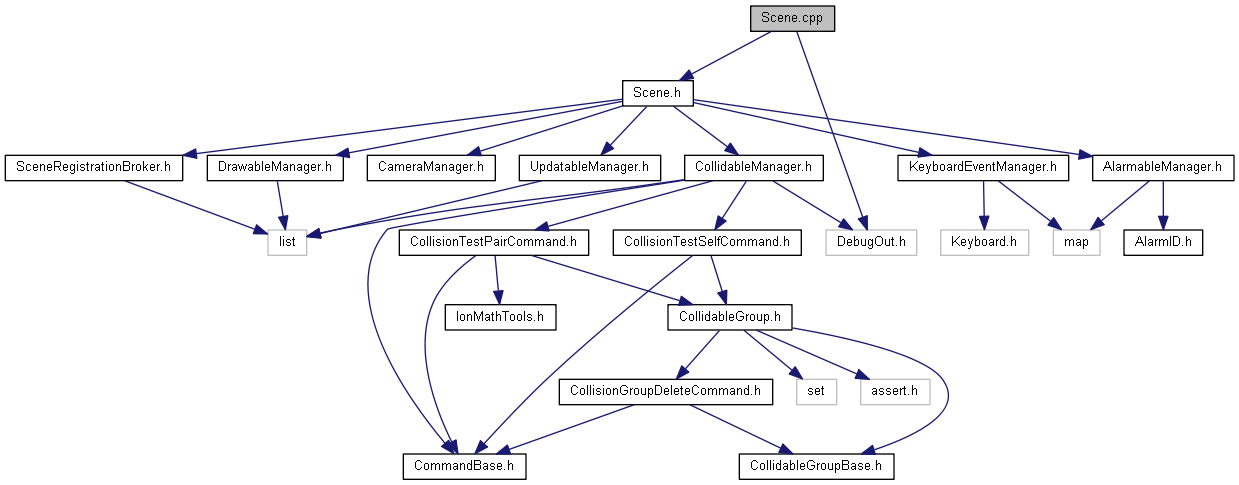 Scene.cpp
Scene.h
SceneRegistrationBroker.h
DrawableManager.h
CameraManager.h
UpdatableManager.h
CollidableManager.h
KeyboardEventManager.h
AlarmableManager.h
list
CollisionTestPairCommand.h
CollisionTestSelfCommand.h
DebugOut.h
Keyboard.h
map
AlarmID.h
IonMathTools.h
CollidableGroup.h
CollisionGroupDeleteCommand.h
set
assert.h
CommandBase.h
CollidableGroupBase.h